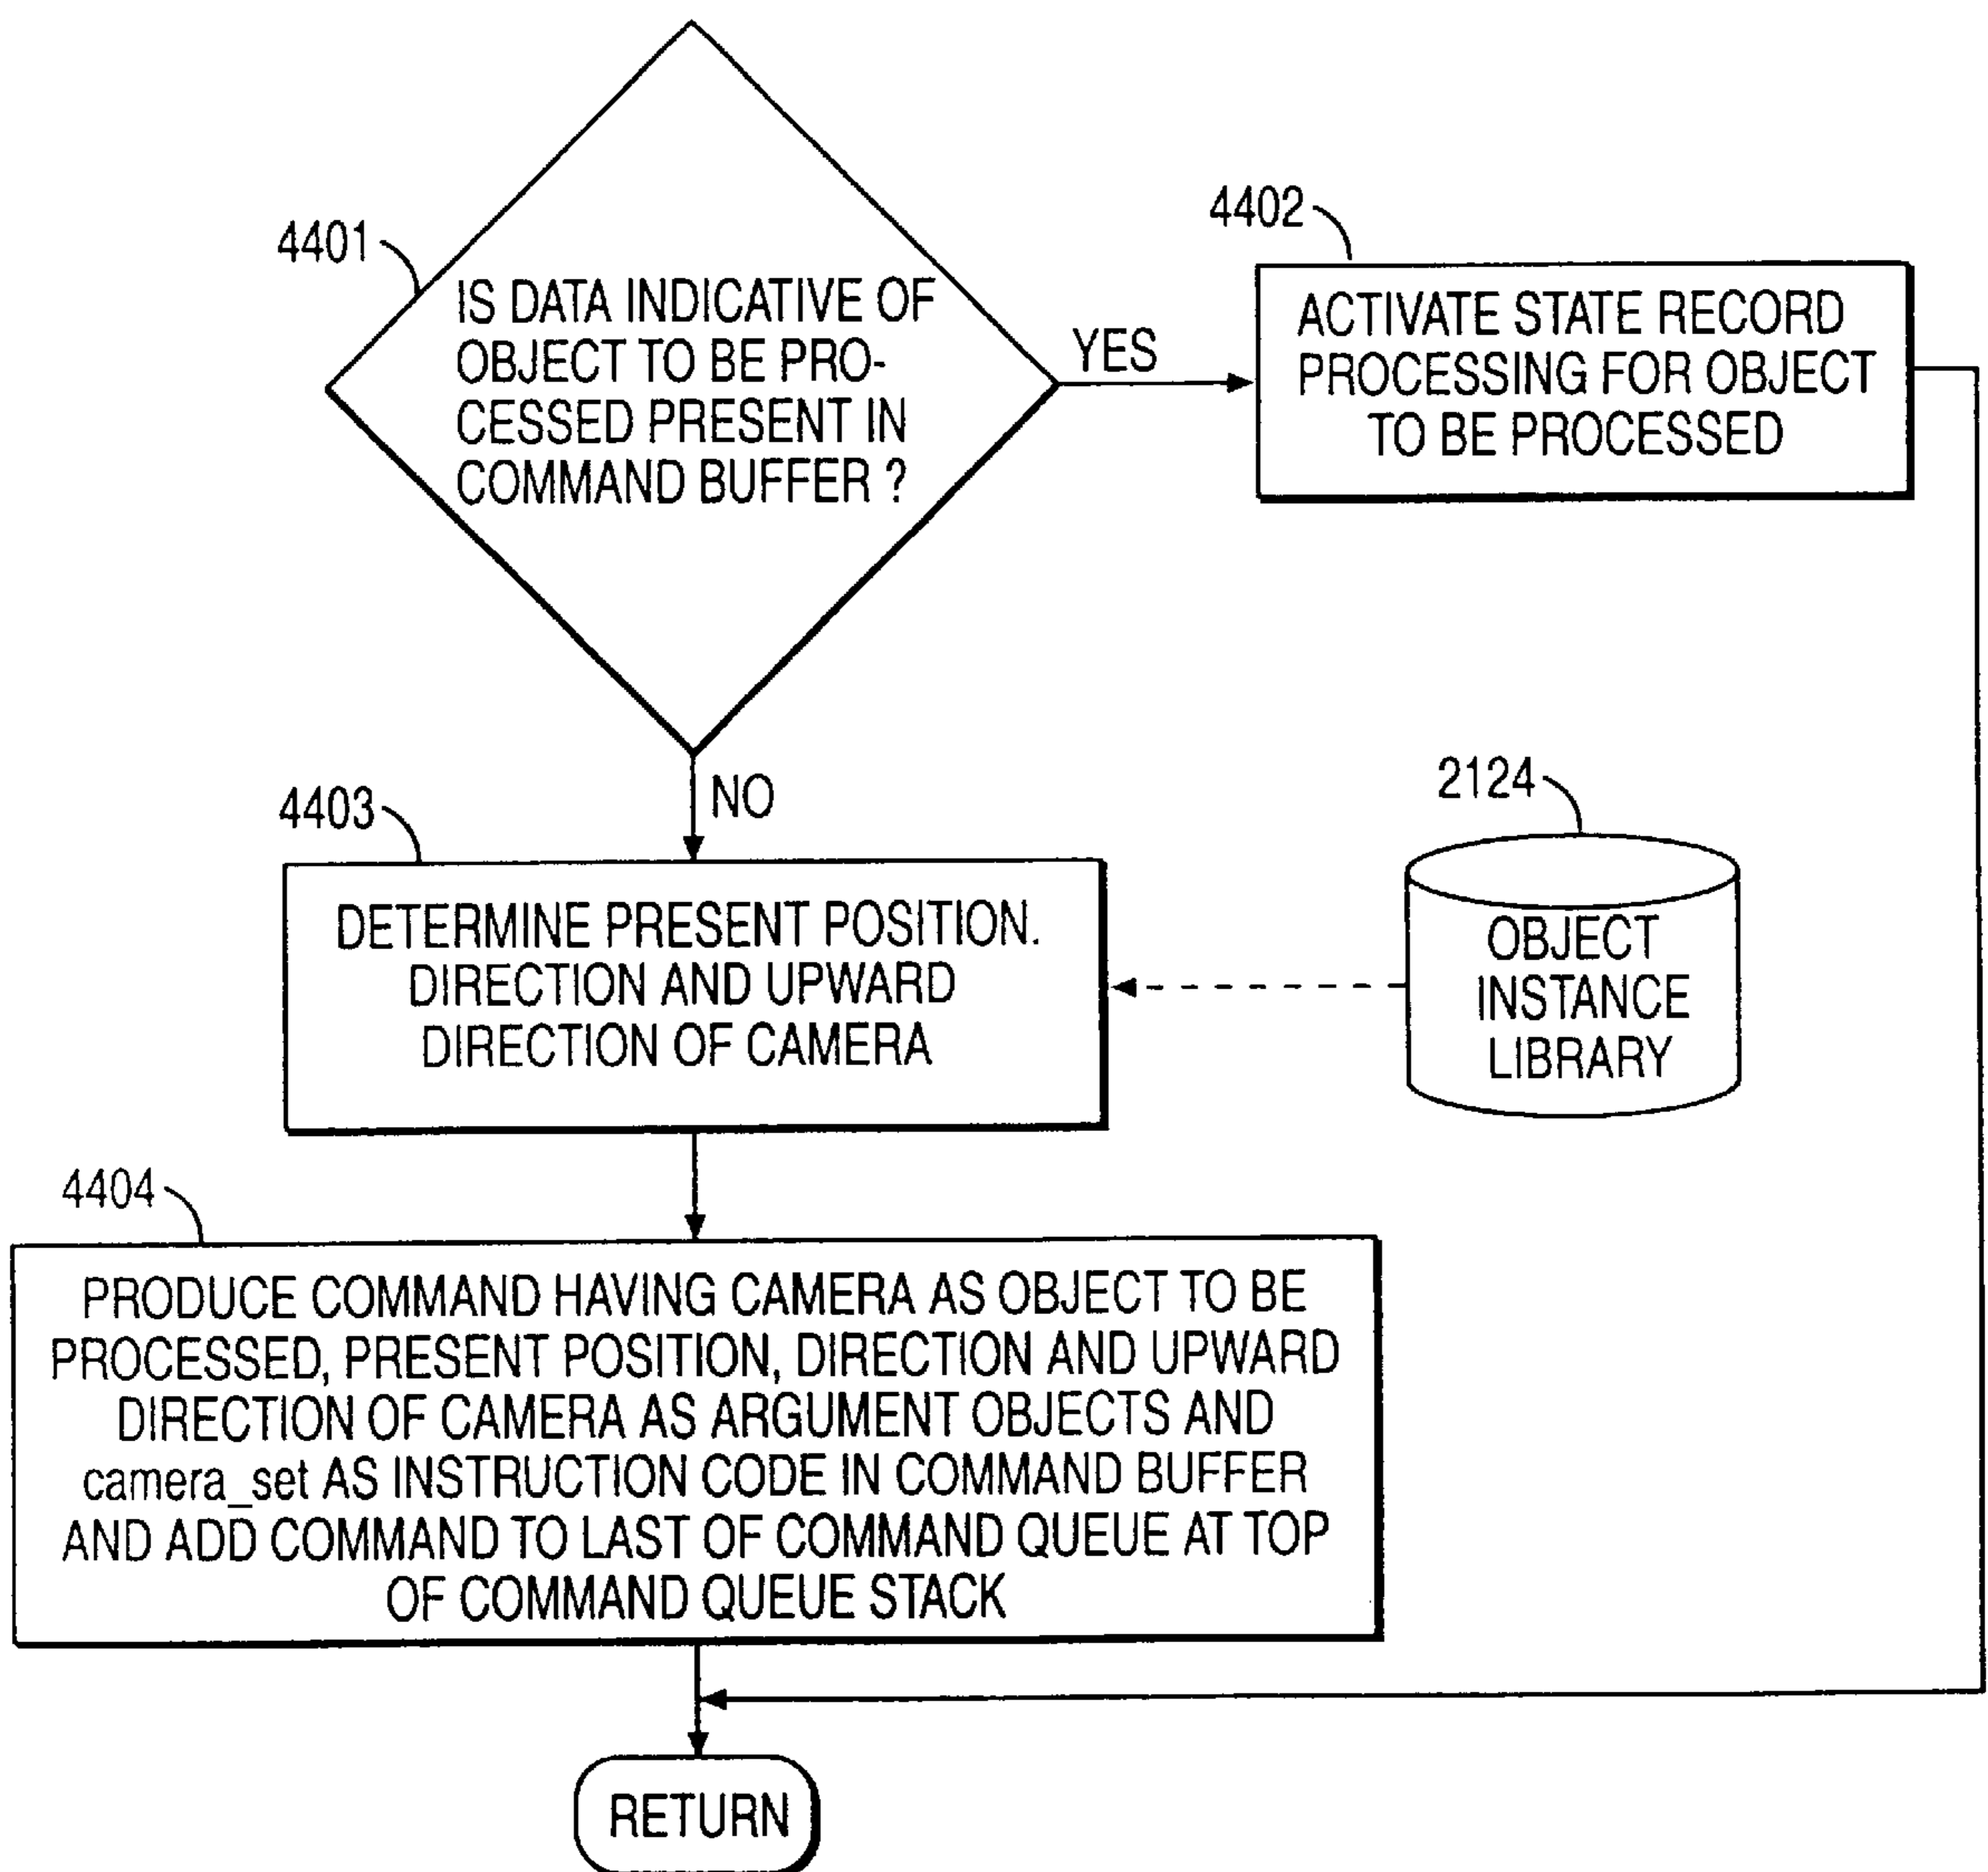 4401
IS DATA INDICATIVE OF
OBJECT TO BE PRO-
CESSED PRESENT IN
COMMAND BUFFER ?
YES
4402
ACTIVATE STATE RECORD
PROCESSING FOR OBJECT
TO BE PROCESSED
NO
4403
DETERMINE PRESENT POSITION.
DIRECTION AND UPWARD
DIRECTION OF CAMERA
2124
OBJECT
INSTANCE
LIBRARY
4404
PRODUCE COMMAND HAVING CAMERA AS OBJECT TO BE
PROCESSED, PRESENT POSITION, DIRECTION AND UPWARD
DIRECTION OF CAMERA AS ARGUMENT OBJECTS AND
camera_set AS INSTRUCTION CODE IN COMMAND BUFFER
AND ADD COMMAND TO LAST OF COMMAND QUEUE AT TOP
OF COMMAND QUEUE STACK
RETURN